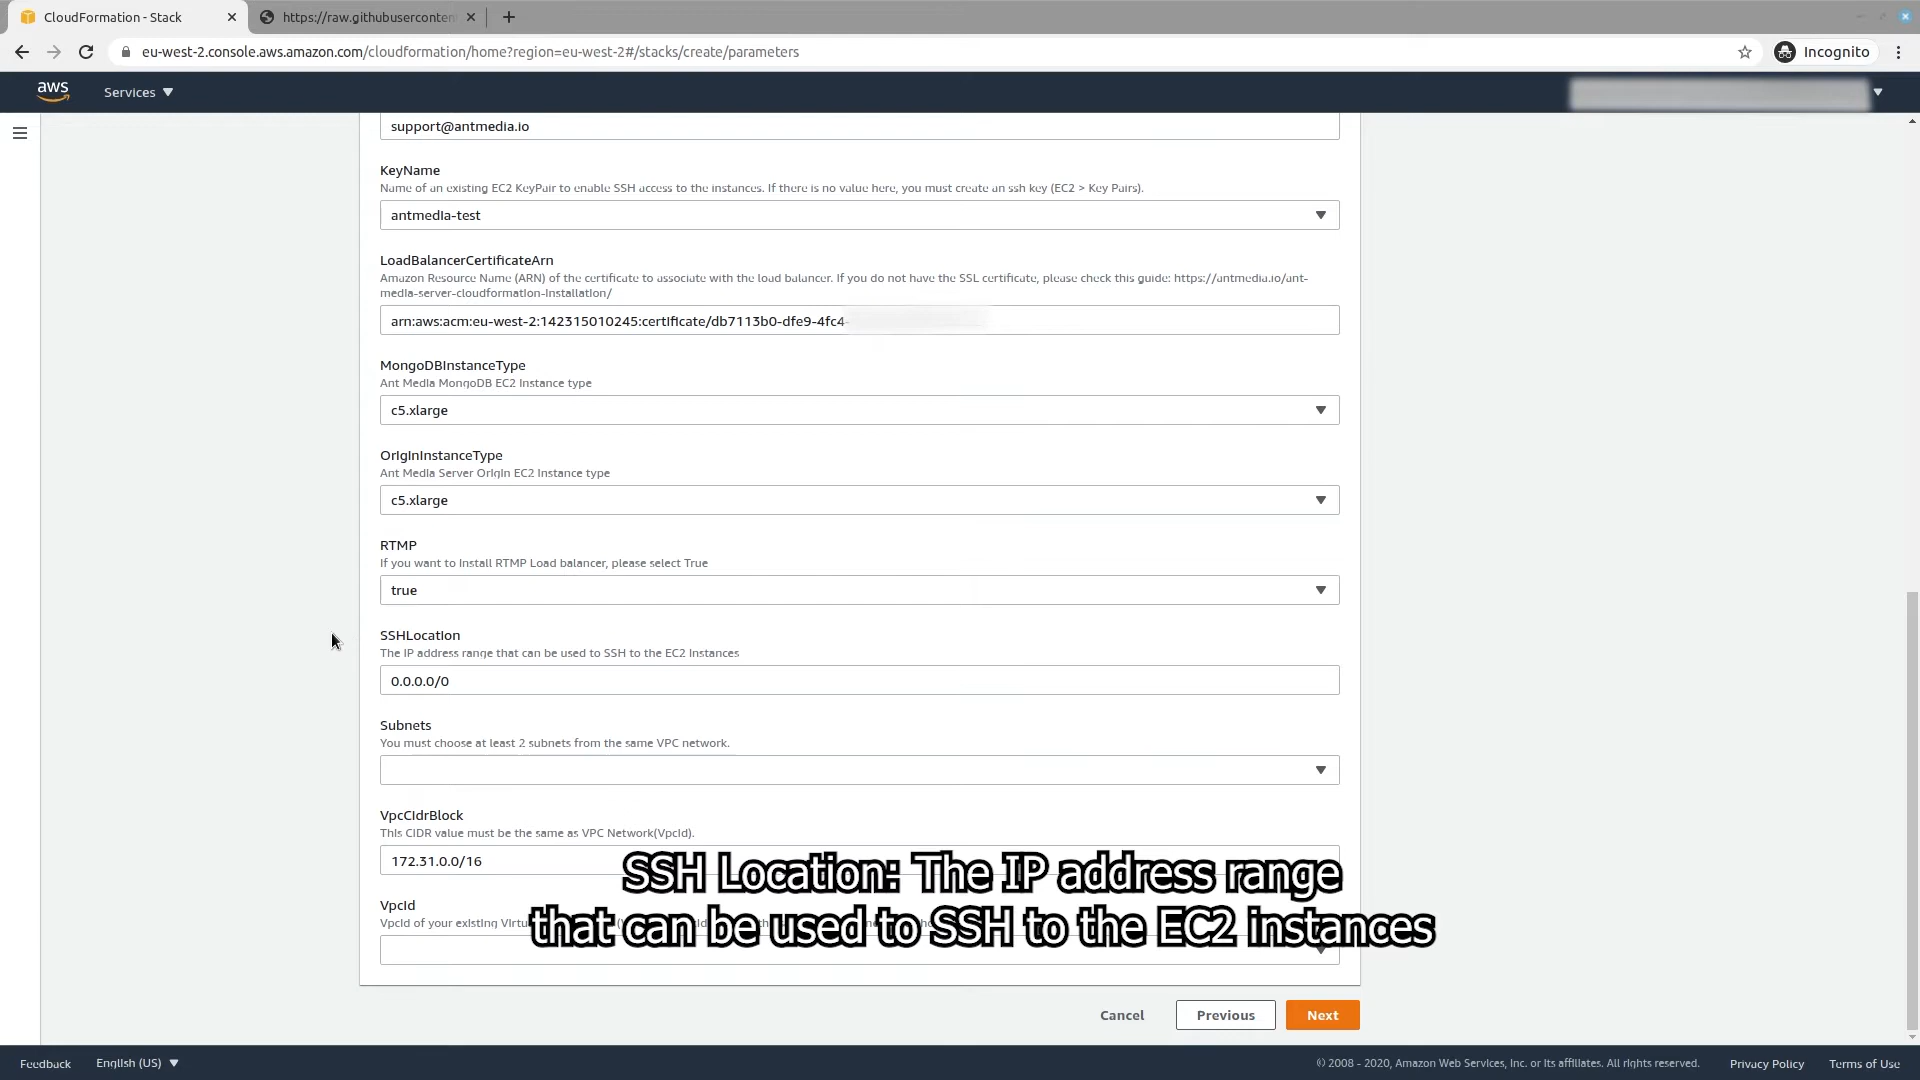 CloudFormation - Stack
https://raw.githubusercontent
eu-west-2.console.aws.amazon.com/cloudformation/home?region=eu-west-2#/stacks/create/parameters
Incognito
aws
Services
support@antmedia.io
KeyName
Name of an existing EC2 KeyPair to enable SSH access to the instances. If there is no value here, you must create an ssh key (EC2 > Key Pairs).
antmedia-test
LoadBalancerCertificateArn
Amazon Resource Name (ARN) of the certificate to associate with the load balancer. If you do not have the SSL certificate, please check this guide: https://antmedia.io/ant-
media-server-cloudformation-installation/
arn:aws:acm:eu-west-2:142315010245:certificate/db7113b0-dfe9-4fc4-
MongoDBInstanceType
Ant Media MongoDB EC2 Instance type
c5.xlarge
OriginInstanceType
Ant Media Server Origin EC2 Instance type
c5.xlarge
RTMP
If you want to install RTMP Load balancer, please select True
true
SSHLocation
The IP address range that can be used to SSH to the EC2 Instances
0.0.0.0/0
Subnets
You must choose at least 2 subnets from the same VPC network.
VpcCidrBlock
This CIDR value must be the same as VPC Network(VpcId).
172.31.0.0/16
SSH Location: The IP address range
VpcId
VpcId of your existing
that can be used to SSH to the EC2 instances
Cancel
Previous
Next
Feedback
English (US)
© 2008 - 2020, Amazon Web Services, Inc. or its affiliates. All rights reserved.
Privacy Policy
Terms of Use